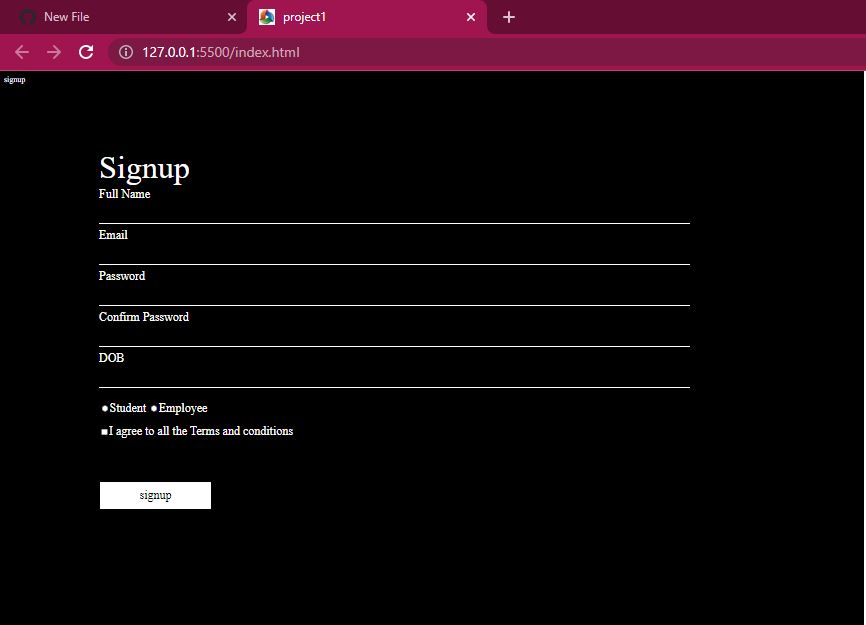 New File
project1
127.0.0.1:5500/index.html
signup
Signup
Full Name
Email
Password
Confirm Password
DOB
Student Employee
I agree to all the Terms and conditions
signup